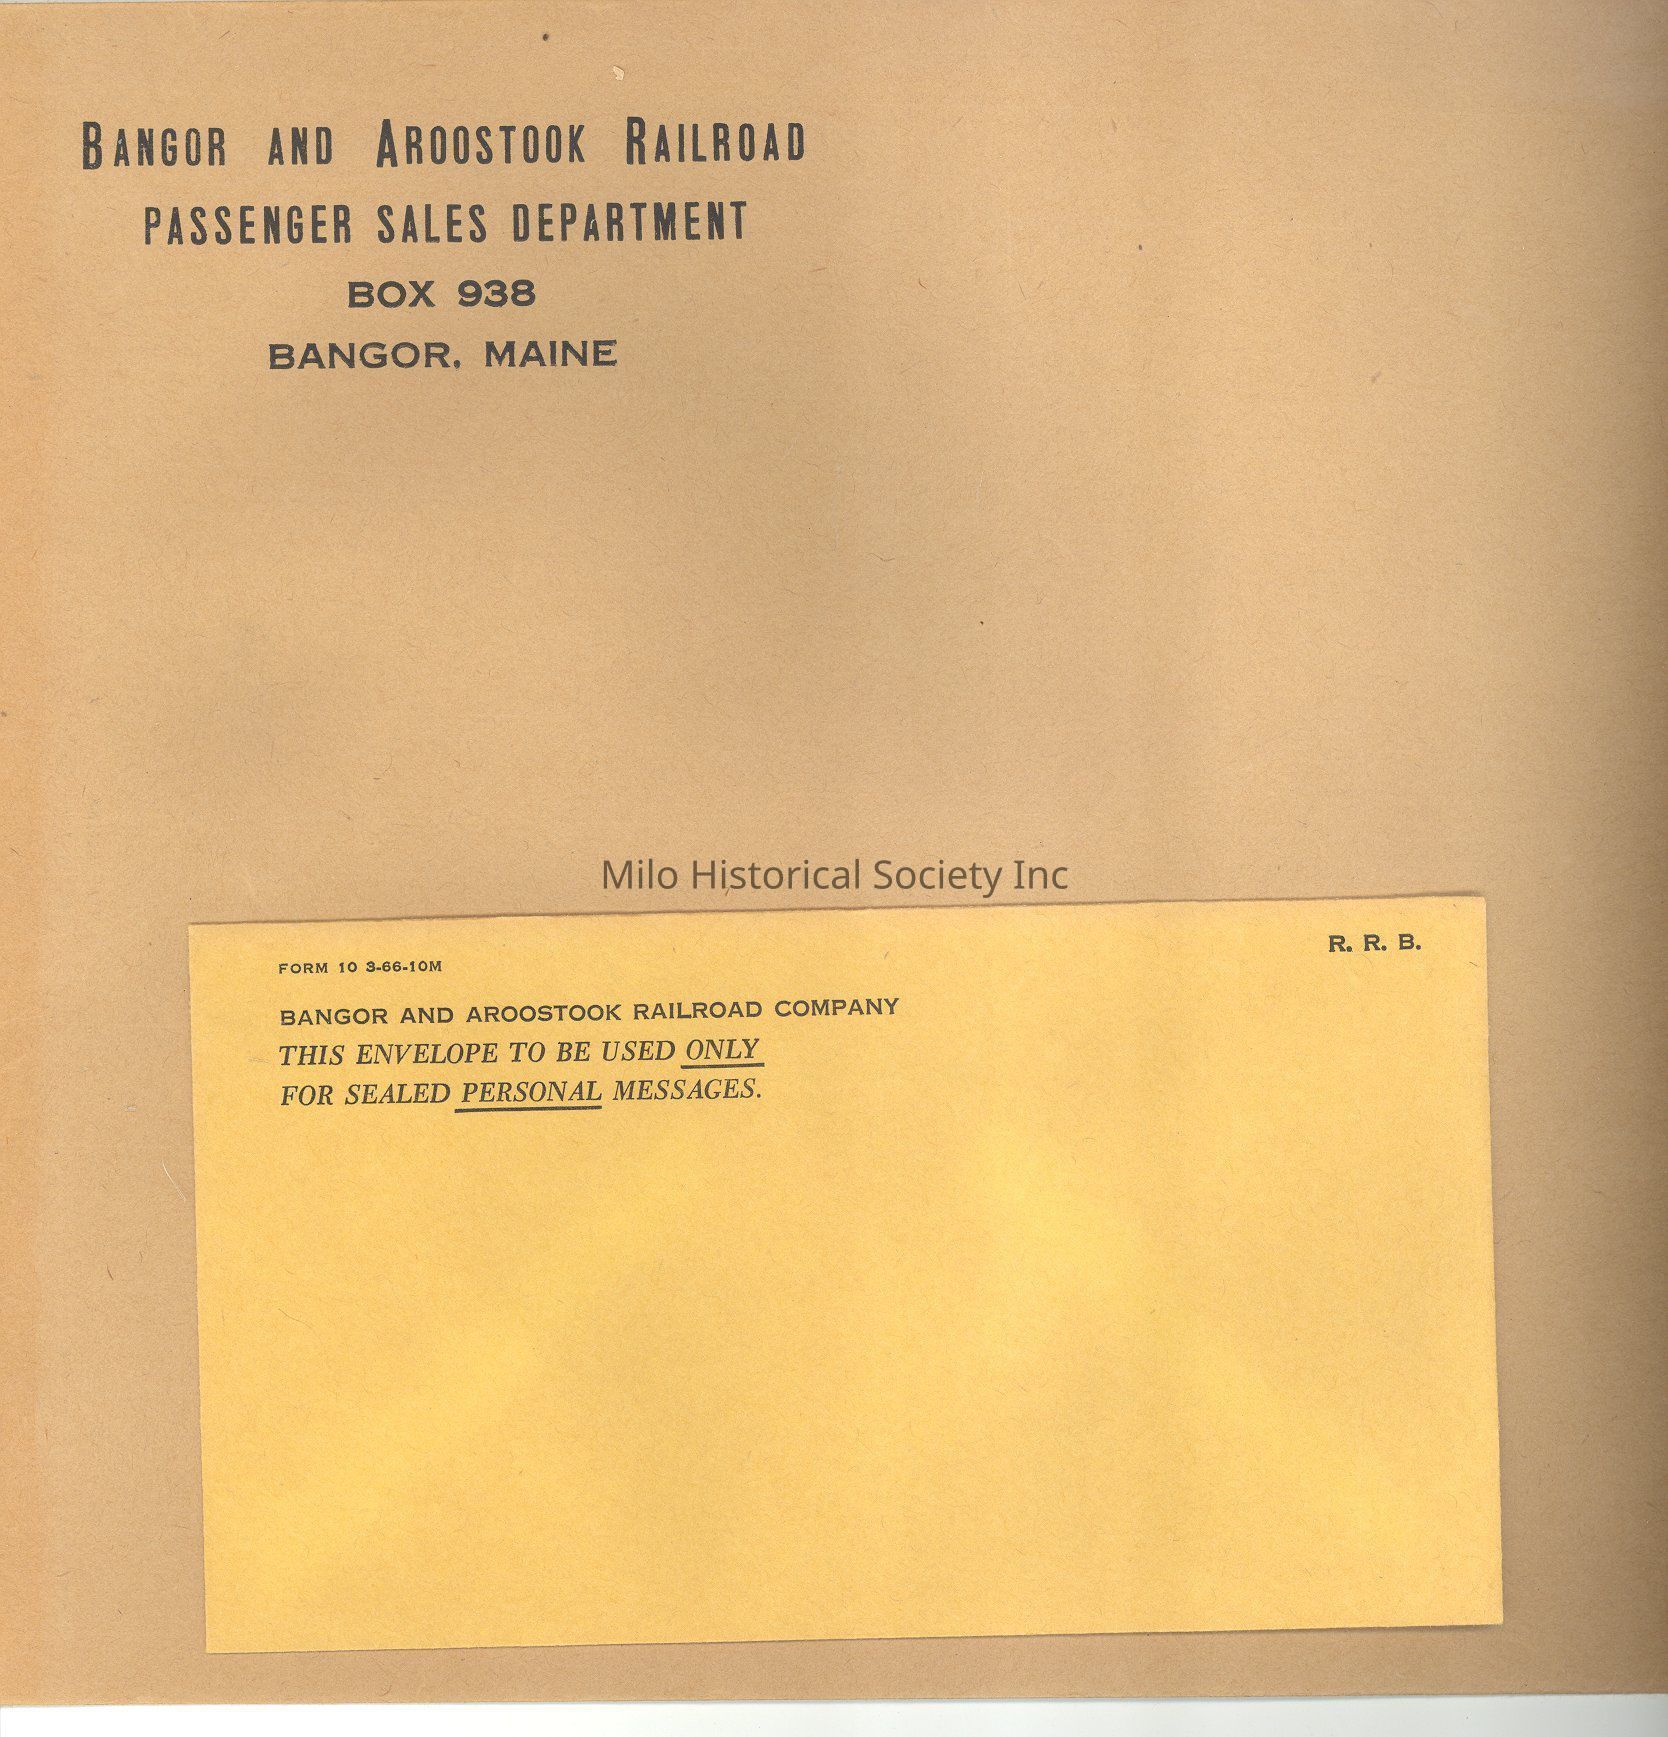 BANGOR AND AROOSTOOK RAILROAD
PASSENGER SALES DEPARTMENT
BOX 938
BANGOR, MAINE
Milo Historical Society Inc
R. R. B.
FORM 10 3-66-10M
BANGOR AND AROOSTOOK RAILROAD COMPANY
THIS ENVELOPE TO BE USED ONLY
FOR SEALED PERSONAL MESSAGES.